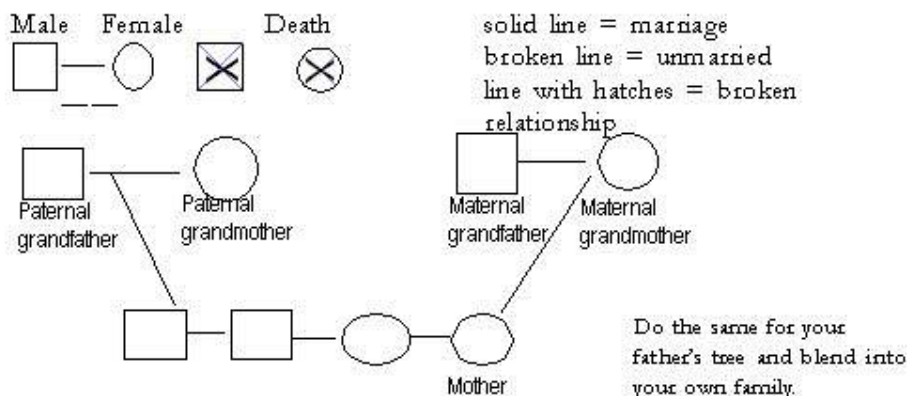 Male Female Death
solid line = marriage
broken line = unmarried
line with hatches = broken
relationship
Paternal
grandfather
Paternal
grandmother
Maternal
grandfather
Maternal
grandmother
Mother
Do the same for your
father's tree and blend into
your own family.